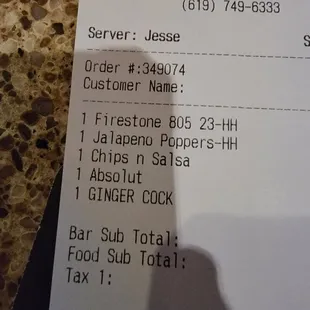 (619) 749-6333
Server: Jesse
S
Order #:349074
Customer Name:
1 Firestone 805 23-HH
1 Jalapeno Poppers-HH
1 Chips n Salsa
1 Absolut
1 GINGER COCK
Bar Sub Total:
Food Sub Total:
Tax 1: